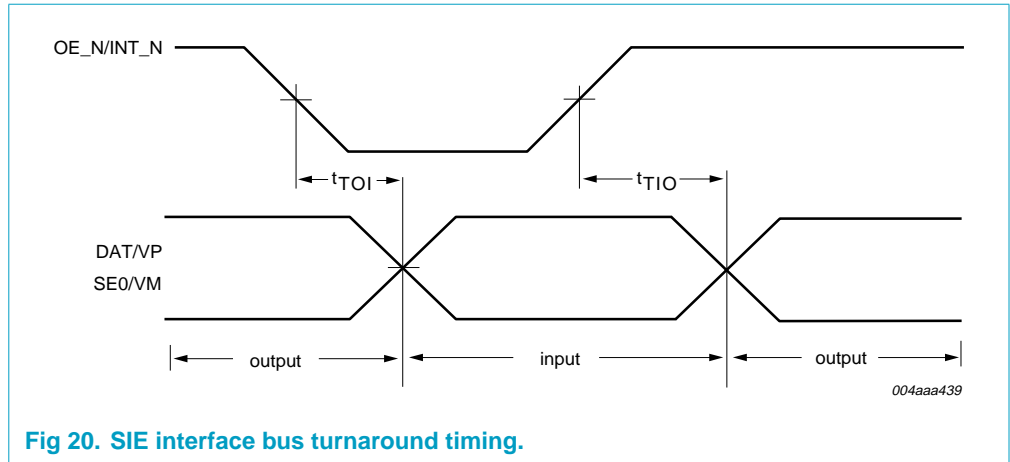 OE_N/INT_N
tTOI
tTIO
DAT/VP
SE0/VM
output
input
output
004aaa439
Fig 20. SIE interface bus turnaround timing.